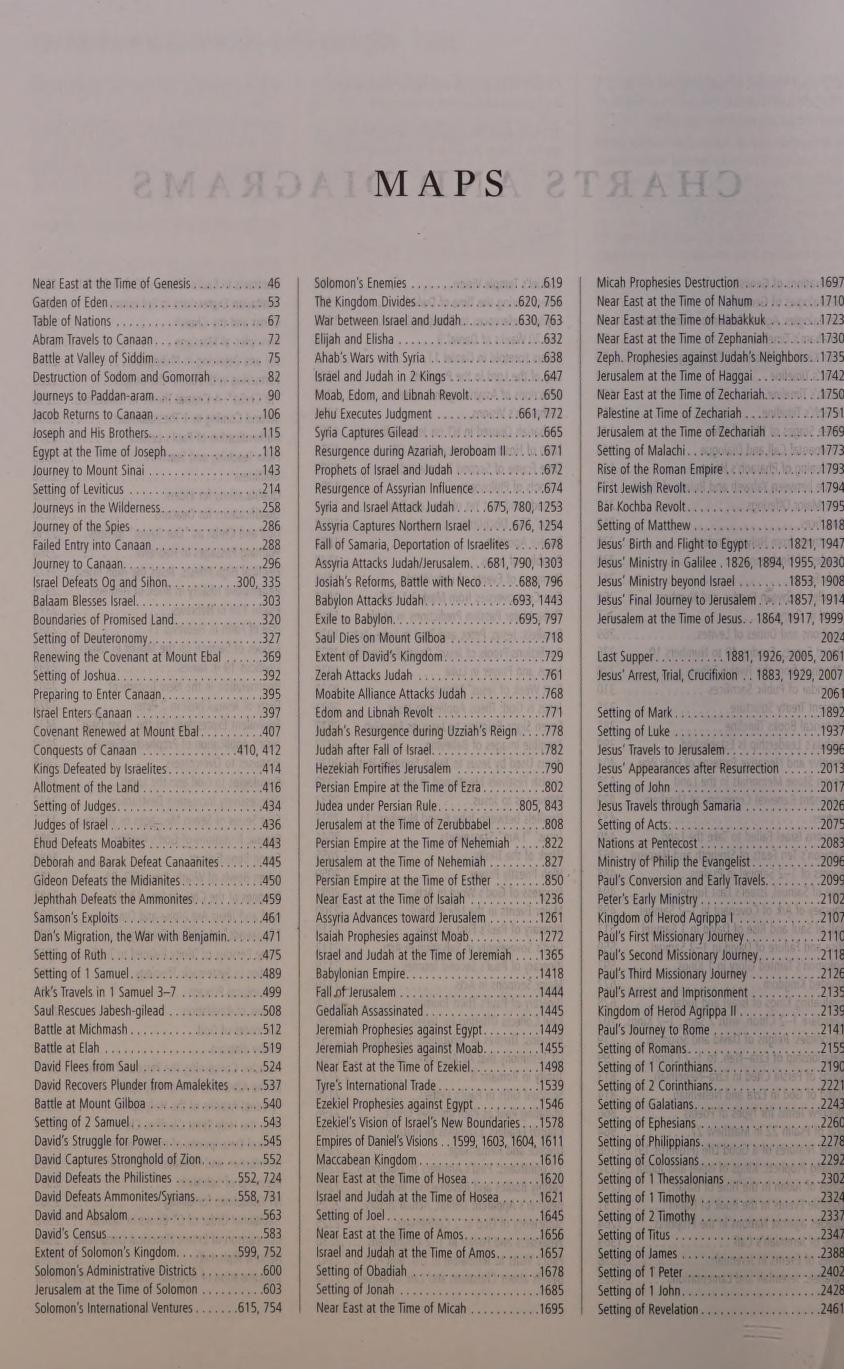 MAPS
Near East at the Time of Genesis . . . . . . . . . . . . 46
Garden of Eden . . . . . . . . . . . . . . . . . . . . . . . . . . 53
Table of Nations . . . . . . . . . . . . . . . . . . . . . . . . . 67
Abram Travels to Canaan . . . . . . . . . . . . . . . . . . 72
Battle at Valley of Siddim . . . . . . . . . . . . . . . . . . 75
Destruction of Sodom and Gomorrah . . . . . . . . 82
Journeys to Paddan-aram . . . . . . . . . . . . . . . . . . 90
Jacob Returns to Canaan . . . . . . . . . . . . . . . . . .106
Joseph and His Brothers . . . . . . . . . . . . . . . . . . .115
Egypt at the Time of Joseph . . . . . . . . . . . . . . . .118
Journey to Mount Sinai . . . . . . . . . . . . . . . . . . .143
Setting of Leviticus . . . . . . . . . . . . . . . . . . . . . .214
Journeys in the Wilderness . . . . . . . . . . . . . . . . .258
Journey of the Spies . . . . . . . . . . . . . . . . . . . . . .286
Failed Entry into Canaan . . . . . . . . . . . . . . . . . .288
Journey to Canaan . . . . . . . . . . . . . . . . . . . . . . .296
Israel Defeats Og and Sihon . . . . . . . . . . . .300, 335
Balaam Blesses Israel . . . . . . . . . . . . . . . . . . . . .303
Boundaries of Promised Land . . . . . . . . . . . . . . .320
Setting of Deuteronomy . . . . . . . . . . . . . . . . . . .327
Renewing the Covenant at Mount Ebal . . . . . .369
Setting of Joshua . . . . . . . . . . . . . . . . . . . . . . . .392
Preparing to Enter Canaan . . . . . . . . . . . . . . . . .395
Israel Enters Canaan . . . . . . . . . . . . . . . . . . . . .397
Covenant Renewed at Mount Ebal . . . . . . . . . .407
Conquests of Canaan . . . . . . . . . . . . . . . .410, 412
Kings Defeated by Israelites . . . . . . . . . . . . . . . .414
Allotment of the Land . . . . . . . . . . . . . . . . . . . .416
Setting of Judges . . . . . . . . . . . . . . . . . . . . . . . .434
Judges of Israel . . . . . . . . . . . . . . . . . . . . . . . . .436
Ehud Defeats Moabites . . . . . . . . . . . . . . . . . . .443
Deborah and Barak Defeat Canaanites . . . . . . .445
Gideon Defeats the Midianites . . . . . . . . . . . . . .450
Jephthah Defeats the Ammonites . . . . . . . . . . .459
Samson's Exploits . . . . . . . . . . . . . . . . . . . . . . .461
Dan's Migration, the War with Benjamin . . . . . .471
Setting of Ruth . . . . . . . . . . . . . . . . . . . . . . . . .475
Setting of 1 Samuel . . . . . . . . . . . . . . . . . . . . . .489
Ark's Travels in 1 Samuel 3–7 . . . . . . . . . . . . . .499
Saul Rescues Jabesh-gilead . . . . . . . . . . . . . . . .508
Battle at Michmash . . . . . . . . . . . . . . . . . . . . . .512
Battle at Elah . . . . . . . . . . . . . . . . . . . . . . . . . .519
David Flees from Saul . . . . . . . . . . . . . . . . . . . .524
David Recovers Plunder from Amalekites . . . . .537
Battle at Mount Gilboa . . . . . . . . . . . . . . . . . . .540
Setting of 2 Samuel . . . . . . . . . . . . . . . . . . . . . .543
David's Struggle for Power . . . . . . . . . . . . . . . . .545
David Captures Stronghold of Zion . . . . . . . . . .552
David Defeats the Philistines . . . . . . . . . .552, 724
David Defeats Ammonites/Syrians . . . . . . .558, 731
David and Absalom . . . . . . . . . . . . . . . . . . . . . .563
David's Census . . . . . . . . . . . . . . . . . . . . . . . . .583
Extent of Solomon's Kingdom . . . . . . . . . .599, 752
Solomon's Administrative Districts . . . . . . . . . .600
Jerusalem at the Time of Solomon . . . . . . . . . .603
Solomon's International Ventures . . . . . . .615, 754
Solomon's Enemies . . . . . . . . . . . . . . . . . . . . . .619
The Kingdom Divides . . . . . . . . . . . . . . . .620, 756
War between Israel and Judah . . . . . . . . .630, 763
Elijah and Elisha . . . . . . . . . . . . . . . . . . . . . . . .632
Ahab's Wars with Syria . . . . . . . . . . . . . . . . . . .638
Israel and Judah in 2 Kings . . . . . . . . . . . . . . . .647
Moab, Edom, and Libnah Revolt . . . . . . . . . . . .650
Jehu Executes Judgment . . . . . . . . . . . . .661, 772
Syria Captures Gilead . . . . . . . . . . . . . . . . . . . .665
Resurgence during Azariah, Jeroboam II . . . . . .671
Prophets of Israel and Judah . . . . . . . . . . . . . . .672
Resurgence of Assyrian Influence . . . . . . . . . . .674
Syria and Israel Attack Judah . . . . .675, 780, 1253
Assyria Captures Northern Israel . . . . . .676, 1254
Fall of Samaria, Deportation of Israelites . . . . .678
Assyria Attacks Judah/Jerusalem . . .681, 790, 1303
Josiah's Reforms, Battle with Neco . . . . . .688, 796
Babylon Attacks Judah . . . . . . . . . . . . . .693, 1443
Exile to Babylon . . . . . . . . . . . . . . . . . . . .695, 797
Saul Dies on Mount Gilboa . . . . . . . . . . . . . . . .718
Extent of David's Kingdom . . . . . . . . . . . . . . . . .729
Zerah Attacks Judah . . . . . . . . . . . . . . . . . . . . .761
Moabite Alliance Attacks Judah . . . . . . . . . . . .768
Edom and Libnah Revolt . . . . . . . . . . . . . . . . . .771
Judah's Resurgence during Uzziah's Reign . . . .778
Judah after Fall of Israel . . . . . . . . . . . . . . . . . . .782
Hezekiah Fortifies Jerusalem . . . . . . . . . . . . . . .790
Persian Empire at the Time of Ezra . . . . . . . . . . .802
Judea under Persian Rule . . . . . . . . . . . . .805, 843
Jerusalem at the Time of Zerubbabel . . . . . . . .808
Persian Empire at the Time of Nehemiah . . . . .822
Jerusalem at the Time of Nehemiah . . . . . . . . .827
Persian Empire at the Time of Esther . . . . . . . .850
Near East at the Time of Isaiah . . . . . . . . . . . .1236
Assyria Advances toward Jerusalem . . . . . . . .1261
Isaiah Prophesies against Moab . . . . . . . . . . .1272
Israel and Judah at the Time of Jeremiah . . . .1365
Babylonian Empire . . . . . . . . . . . . . . . . . . . . . .1418
Fall of Jerusalem . . . . . . . . . . . . . . . . . . . . . . .1444
Gedaliah Assassinated . . . . . . . . . . . . . . . . . . .1445
Jeremiah Prophesies against Egypt . . . . . . . . .1449
Jeremiah Prophesies against Moab . . . . . . . . .1455
Near East at the Time of Ezekiel . . . . . . . . . . . .1498
Tyre's International Trade . . . . . . . . . . . . . . . . .1539
Ezekiel Prophesies against Egypt . . . . . . . . . .1546
Ezekiel's Vision of Israel's New Boundaries . . .1578
Empires of Daniel's Visions . . 1599, 1603, 1604, 1611
Maccabean Kingdom . . . . . . . . . . . . . . . . . . . .1616
Near East at the Time of Hosea . . . . . . . . . . . .1620
Israel and Judah at the Time of Hosea . . . . . .1621
Setting of Joel . . . . . . . . . . . . . . . . . . . . . . . . .1645
Near East at the Time of Amos . . . . . . . . . . . . .1656
Israel and Judah at the Time of Amos . . . . . . .1657
Setting of Obadiah . . . . . . . . . . . . . . . . . . . . .1678
Setting of Jonah . . . . . . . . . . . . . . . . . . . . . . .1685
Near East at the Time of Micah . . . . . . . . . . . .1695
Micah Prophesies Destruction . . . . . . . . . . . . .1697
Near East at the Time of Nahum . . . . . . . . . . .1710
Near East at the Time of Habakkuk . . . . . . . . .1723
Near East at the Time of Zephaniah . . . . . . . . .1730
Zeph. Prophesies against Judah's Neighbors . .1735
Jerusalem at the Time of Haggai . . . . . . . . . . .1742
Near East at the Time of Zechariah . . . . . . . . . .1750
Palestine at Time of Zechariah . . . . . . . . . . . . .1751
Jerusalem at the Time of Zechariah . . . . . . . . .1769
Setting of Malachi . . . . . . . . . . . . . . . . . . . . . .1773
Rise of the Roman Empire . . . . . . . . . . . . . . . .1793
First Jewish Revolt . . . . . . . . . . . . . . . . . . . . . .1794
Bar Kochba Revolt . . . . . . . . . . . . . . . . . . . . . .1795
Setting of Matthew . . . . . . . . . . . . . . . . . . . . .1818
Jesus' Birth and Flight to Egypt . . . . . .1821, 1947
Jesus' Ministry in Galilee . 1826, 1894, 1955, 2030
Jesus' Ministry beyond Israel . . . . . . . .1853, 1908
Jesus' Final Journey to Jerusalem . . . .1857, 1914
Jerusalem at the Time of Jesus . . 1864, 1917, 1999
2024
Last Supper . . . . . . . . . . . 1881, 1926, 2005, 2061
Jesus' Arrest, Trial, Crucifixion . . 1883, 1929, 2007
2061
Setting of Mark . . . . . . . . . . . . . . . . . . . . . . . .1892
Setting of Luke . . . . . . . . . . . . . . . . . . . . . . . .1937
Jesus' Travels to Jerusalem . . . . . . . . . . . . . . .1996
Jesus' Appearances after Resurrection . . . . . .2013
Setting of John . . . . . . . . . . . . . . . . . . . . . . . .2017
Jesus Travels through Samaria . . . . . . . . . . . .2026
Setting of Acts . . . . . . . . . . . . . . . . . . . . . . . . .2075
Nations at Pentecost . . . . . . . . . . . . . . . . . . . .2083
Ministry of Philip the Evangelist . . . . . . . . . . . .2096
Paul's Conversion and Early Travels . . . . . . . . .2099
Peter's Early Ministry . . . . . . . . . . . . . . . . . . . .2102
Kingdom of Herod Agrippa I . . . . . . . . . . . . . .2107
Paul's First Missionary Journey . . . . . . . . . . . . .2110
Paul's Second Missionary Journey . . . . . . . . . . .2118
Paul's Third Missionary Journey . . . . . . . . . . . .2126
Paul's Arrest and Imprisonment . . . . . . . . . . .2135
Kingdom of Herod Agrippa II . . . . . . . . . . . . . .2139
Paul's Journey to Rome . . . . . . . . . . . . . . . . . .2141
Setting of Romans . . . . . . . . . . . . . . . . . . . . . .2155
Setting of 1 Corinthians . . . . . . . . . . . . . . . . . .2190
Setting of 2 Corinthians . . . . . . . . . . . . . . . . . .2221
Setting of Galatians . . . . . . . . . . . . . . . . . . . . .2243
Setting of Ephesians . . . . . . . . . . . . . . . . . . . .2260
Setting of Philippians . . . . . . . . . . . . . . . . . . . .2278
Setting of Colossians . . . . . . . . . . . . . . . . . . . .2292
Setting of 1 Thessalonians . . . . . . . . . . . . . . . .2302
Setting of 1 Timothy . . . . . . . . . . . . . . . . . . . .2324
Setting of 2 Timothy . . . . . . . . . . . . . . . . . . . .2337
Setting of Titus . . . . . . . . . . . . . . . . . . . . . . . .2347
Setting of James . . . . . . . . . . . . . . . . . . . . . . .2388
Setting of 1 Peter . . . . . . . . . . . . . . . . . . . . . .2402
Setting of 1 John . . . . . . . . . . . . . . . . . . . . . . .2428
Setting of Revelation . . . . . . . . . . . . . . . . . . . .2461